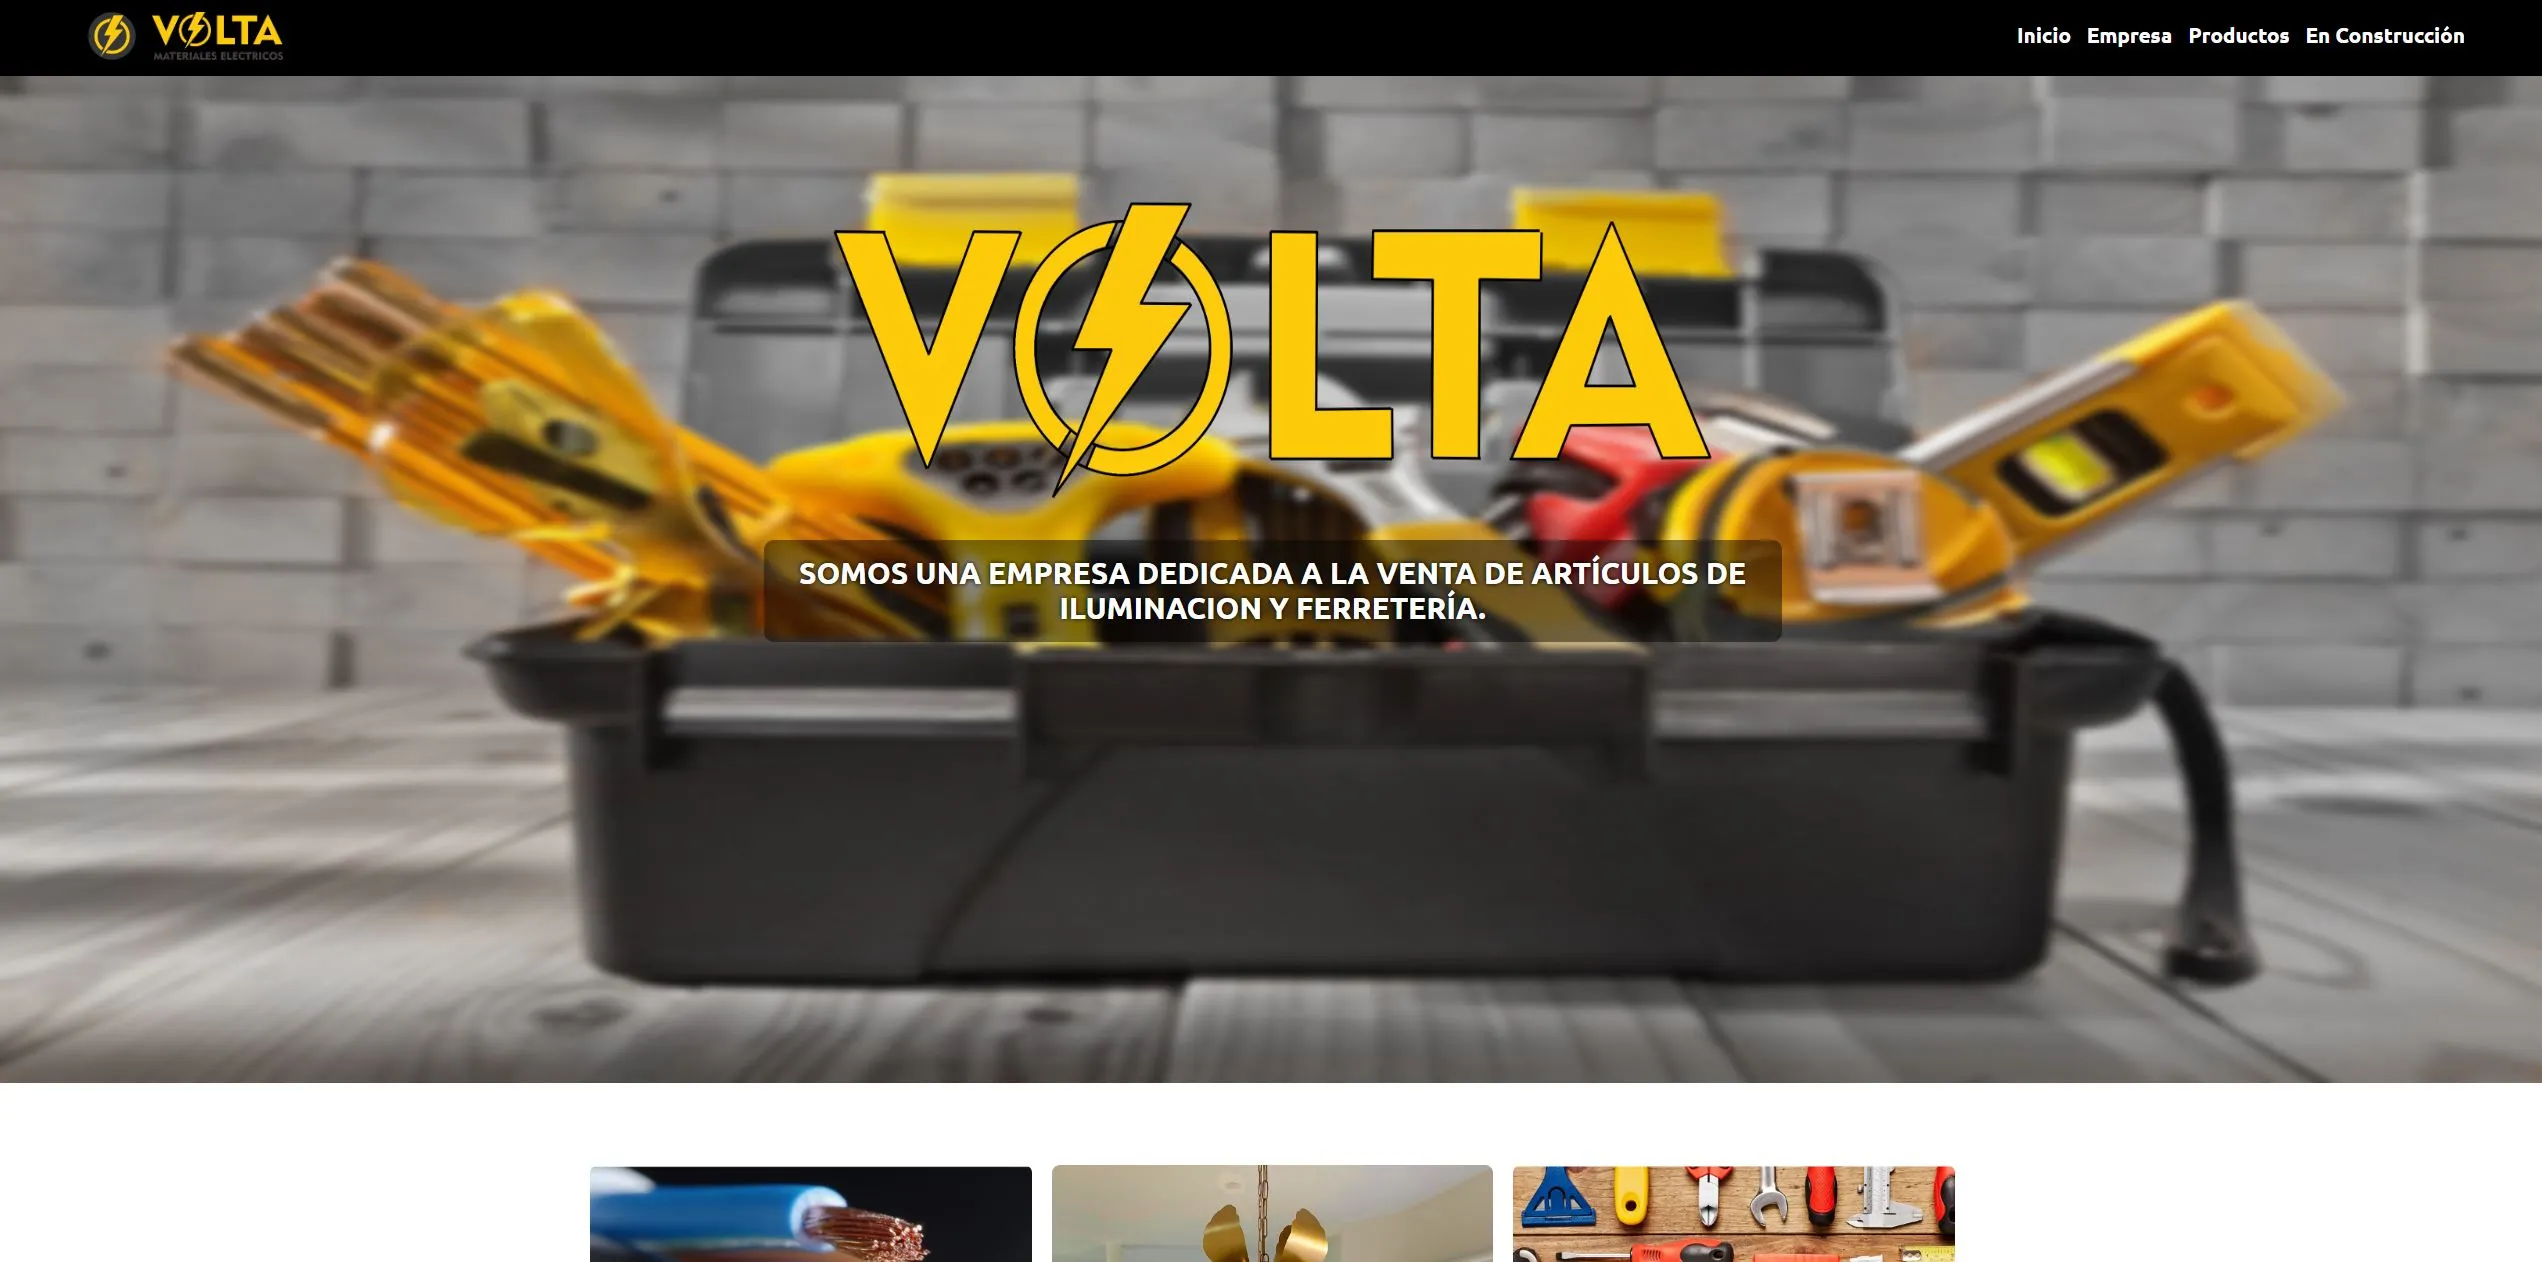 VOLTA
MATERIALES ELECTRICOS
Inicio Empresa Productos En Construcción
VOLTA
SOMOS UNA EMPRESA DEDICADA A LA VENTA DE ARTÍCULOS DE
ILUMINACION Y FERRETERÍA.